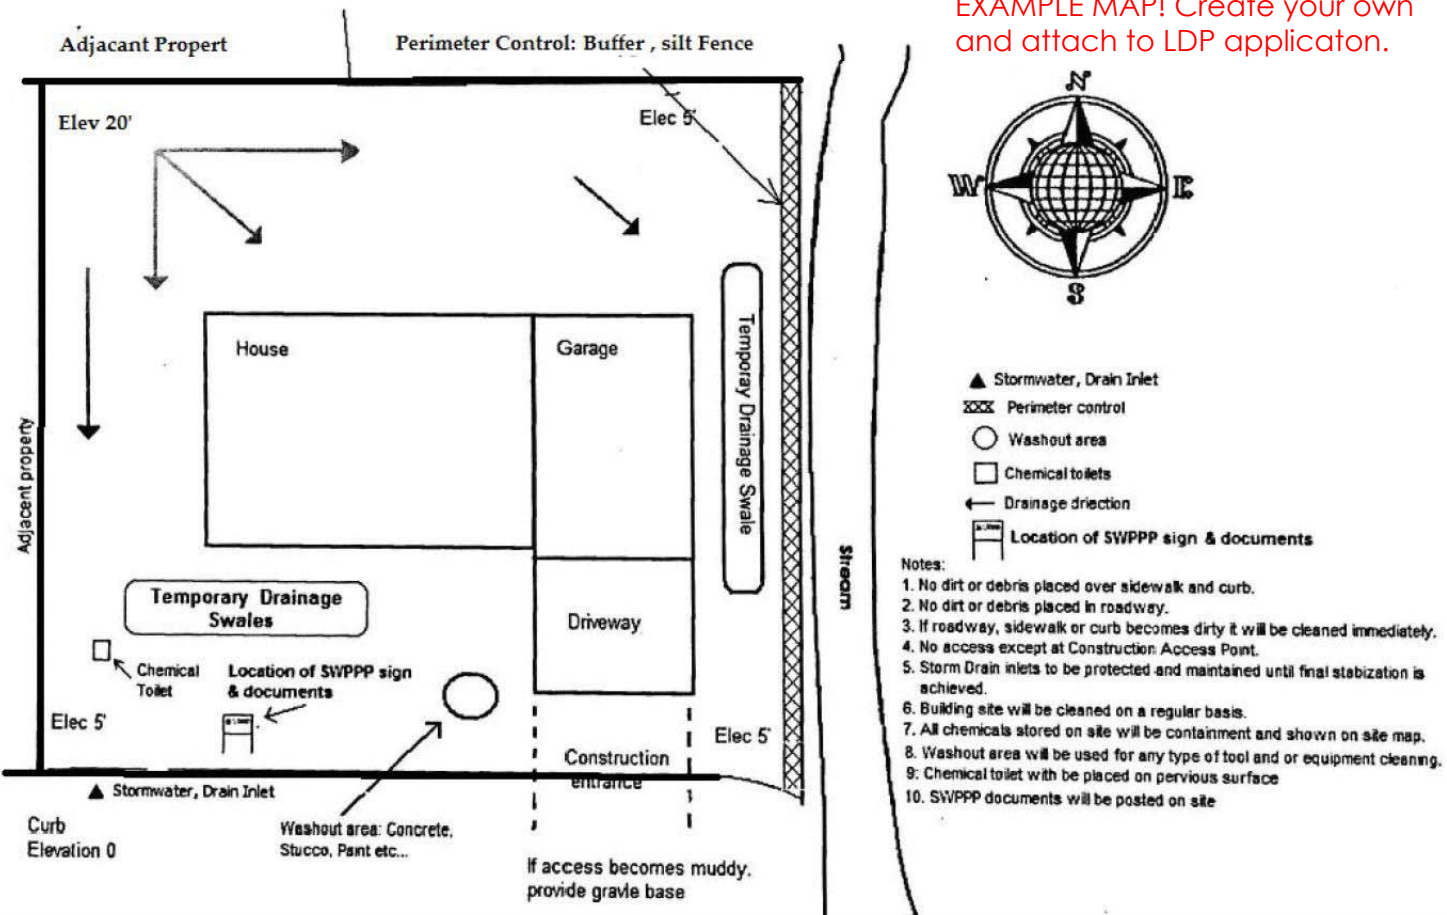 EXAMPLE MAP! Create your own
and attach to LDP applicaton.
Adjacant Propert
Perimeter Control: Buffer , silt Fence
Elev 20'
Elec 5'
N
W
E
S
House
Garage
Temporay Drainage Swale
Adjacent property
Stream
Driveway
Temporary Drainage
Swales
Chemical
Toilet
Location of SWPPP sign
& documents
Elec 5'
Elec 5'
Construction
entrance
Stormwater, Drain Inlet
Curb
Elevation 0
Washout area: Concrete,
Stucco, Paint etc...
If access becomes muddy.
provide gravle base
Stormwater, Drain Inlet
Perimeter control
Washout area
Chemical toilets
Drainage driection
Location of SWPPP sign & documents
Notes:
1. No dirt or debris placed over sidewalk and curb.
2. No dirt or debris placed in roadway.
3. If roadway, sidewalk or curb becomes dirty it will be cleaned immediately.
4. No access except at Construction Access Point.
5. Storm Drain inlets to be protected and maintained until final stabization is
achieved.
6. Building site will be cleaned on a regular basis.
7. All chemicals stored on site will be containment and shown on site map.
8. Washout area will be used for any type of tool and or equipment cleaning.
9: Chemical toilet with be placed on pervious surface
10. SWPPP documents will be posted on site